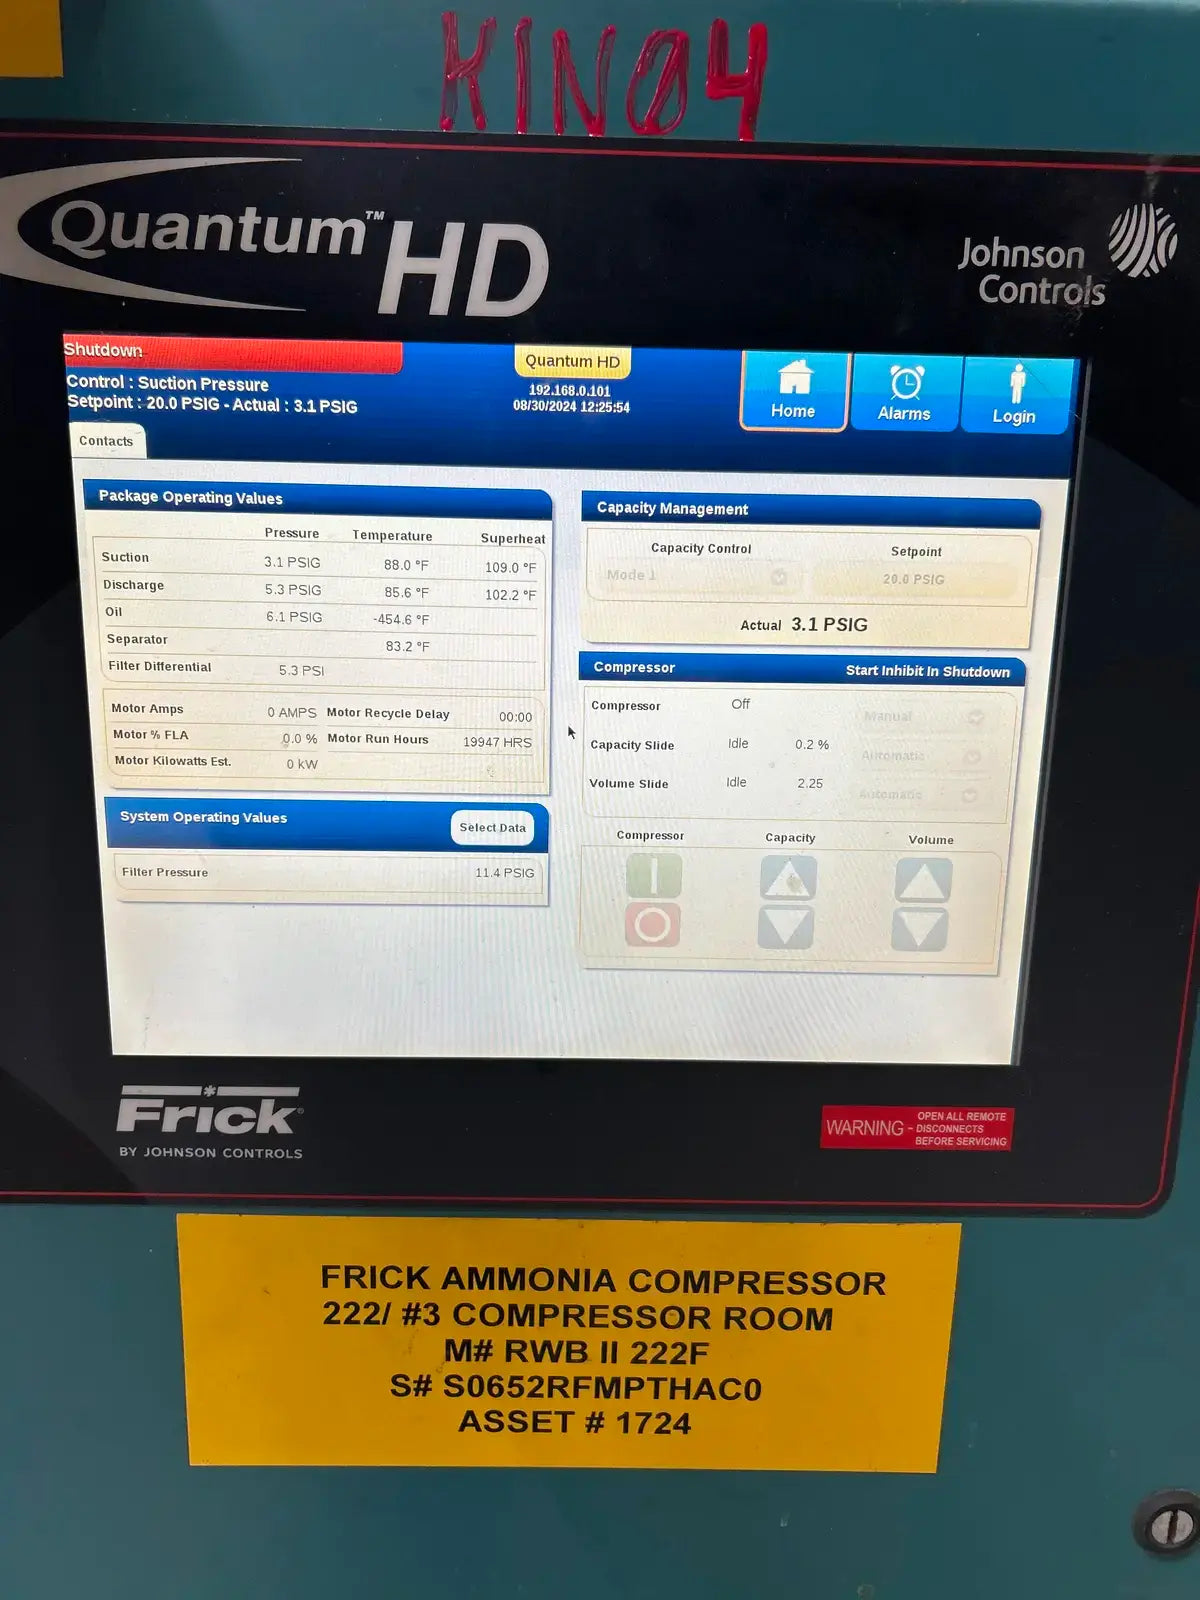 KIN04
Quantum™ HD
Johnson
Controls
Shutdown
Control : Suction Pressure
Setpoint : 20.0 PSIG - Actual : 3.1 PSIG
Quantum HD
192.168.0.101
08/30/2024 12:25:54
Home
Alarms
Login
Contacts
Package Operating Values
Pressure Temperature Superheat
Suction 3.1 PSIG 88.0 °F 109.0 °F
Discharge 5.3 PSIG 85.6 °F 102.2 °F
Oil 6.1 PSIG -454.6 °F
Separator 83.2 °F
Filter Differential 5.3 PSI
Motor Amps 0 AMPS Motor Recycle Delay 00:00
Motor % FLA 0.0 % Motor Run Hours 19947 HRS
Motor Kilowatts Est. 0 kW
System Operating Values Select Data
Filter Pressure 11.4 PSIG
Capacity Management
Capacity Control Setpoint
Mode 1 20.0 PSIG
Actual 3.1 PSIG
Compressor Start Inhibit In Shutdown
Compressor Off Manual
Capacity Slide Idle 0.2 % Automatic
Volume Slide Idle 2.25 Automatic
Compressor Capacity Volume
Frick®
BY JOHNSON CONTROLS
WARNING - OPEN ALL REMOTE
DISCONNECTS
BEFORE SERVICING
FRICK AMMONIA COMPRESSOR
222/ #3 COMPRESSOR ROOM
M# RWB II 222F
S# S0652RFMPTHAC0
ASSET # 1724